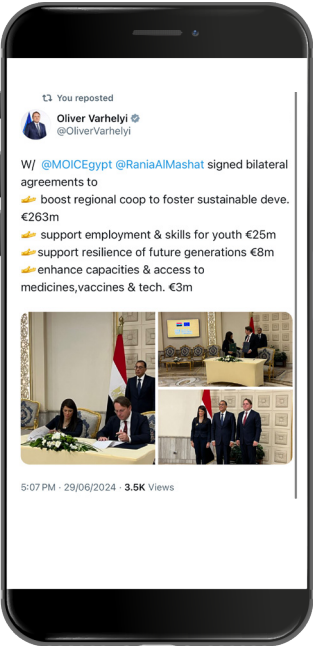 You reposted
Oliver Varhelyi
@OliverVarhelyi
W/ @MOICEgypt @RaniaAlMashat signed bilateral
agreements to
👉 boost regional coop to foster sustainable deve.
€263m
👉 support employment & skills for youth €25m
👉support resilience of future generations €8m
👉enhance capacities & access to
medicines,vaccines & tech. €3m
5:07 PM · 29/06/2024 · 3.5K Views